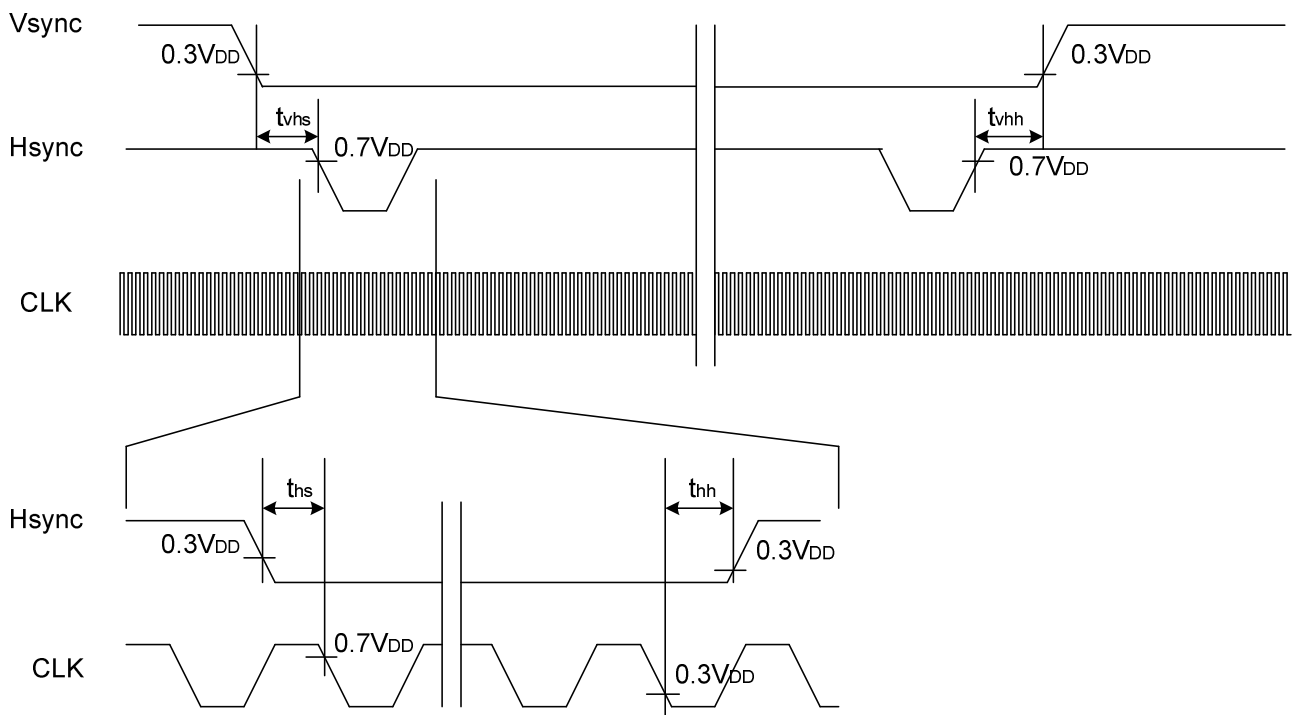 Vsync
0.3VDD
0.3VDD
tvhs
tvhh
Hsync
0.7VDD
0.7VDD
CLK
ths
thh
Hsync
0.3VDD
0.3VDD
CLK
0.7VDD
0.3VDD